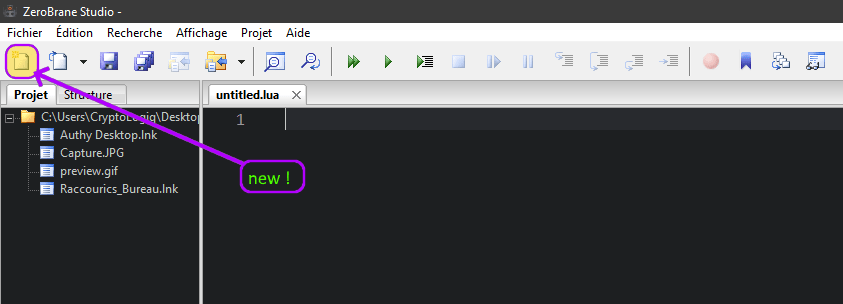 ZeroBrane Studio -
Fichier Édition Recherche Affichage Projet Aide
Projet Structure
untitled.lua
C:\Users\CryptoLogiq\Desktop
1
Authy Desktop.lnk
Capture.JPG
preview.gif
new !
Raccourics_Bureau.lnk